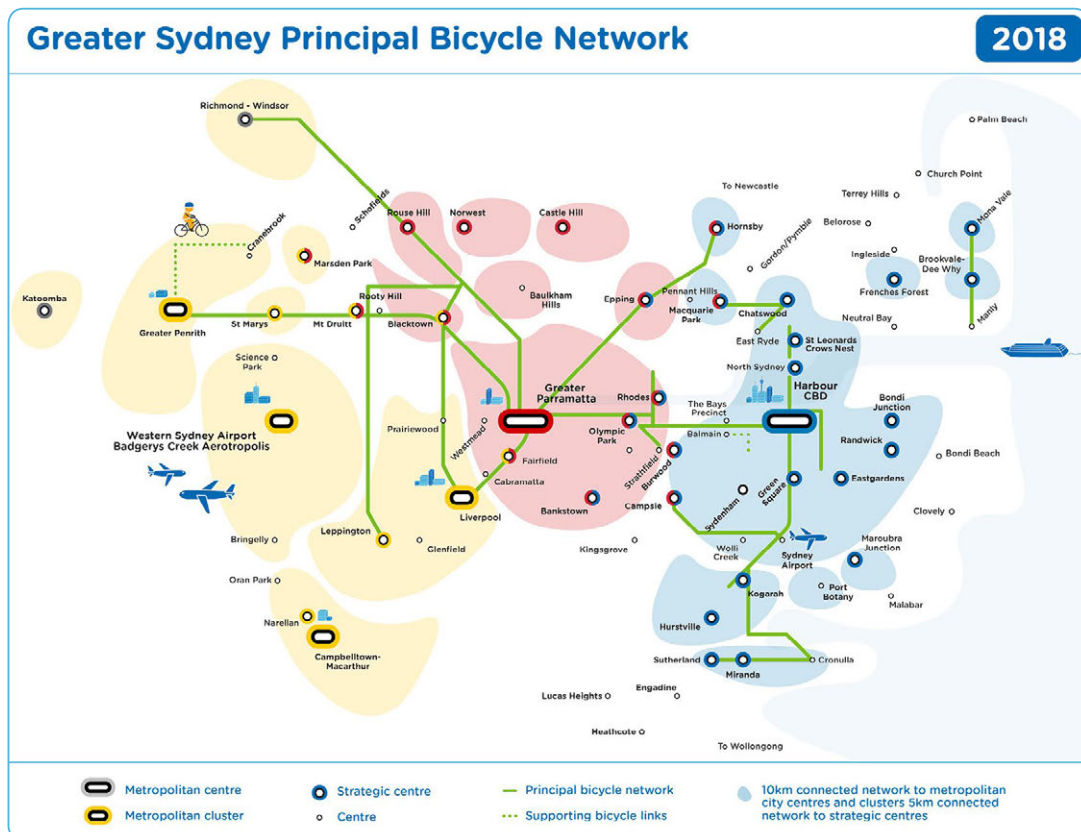 Greater Sydney Principal Bicycle Network
2018
Richmond - Windsor
Palm Beach
Church Point
To Newcastle
Terrey Hills
Mona Vale
Schofields
Rouse Hill
Norwest
Castle Hill
Hornsby
Belrose
Cranebrook
Gordon/Pymble
Ingleside
Brookvale-
Dee Why
Marsden Park
Katoomba
Rooty Hill
Baulkham
Hills
Epping
Pennant Hills
Macquarie
Park
Frenches Forest
Greater Penrith
St Marys
Mt Druitt
Blacktown
Chatswood
Neutral Bay
Manly
East Ryde
St Leonards
Crows Nest
Science
Park
North Sydney
Greater
Parramatta
Rhodes
Harbour
CBD
The Bays
Precinct
Bondi
Junction
Western Sydney Airport
Badgerys Creek Aerotropolis
Prairiewood
Westmead
Olympic
Park
Balmain
Randwick
Fairfield
Strathfield
Burwood
Bondi Beach
Cabramatta
Liverpool
Bankstown
Campsie
Sydenham
Green
Square
Eastgardens
Clovely
Leppington
Glenfield
Kingsgrove
Wolli
Creek
Sydney
Airport
Maroubra
Junction
Bringelly
Oran Park
Kogarah
Port
Botany
Malabar
Narellan
Hurstville
Campbelltown-
Macarthur
Sutherland
Miranda
Cronulla
Lucas Heights
Engadine
Heathcote
To Wollongong
Metropolitan centre
Strategic centre
Principal bicycle network
10km connected network to metropolitan
city centres and clusters 5km connected
network to strategic centres
Metropolitan cluster
Centre
Supporting bicycle links